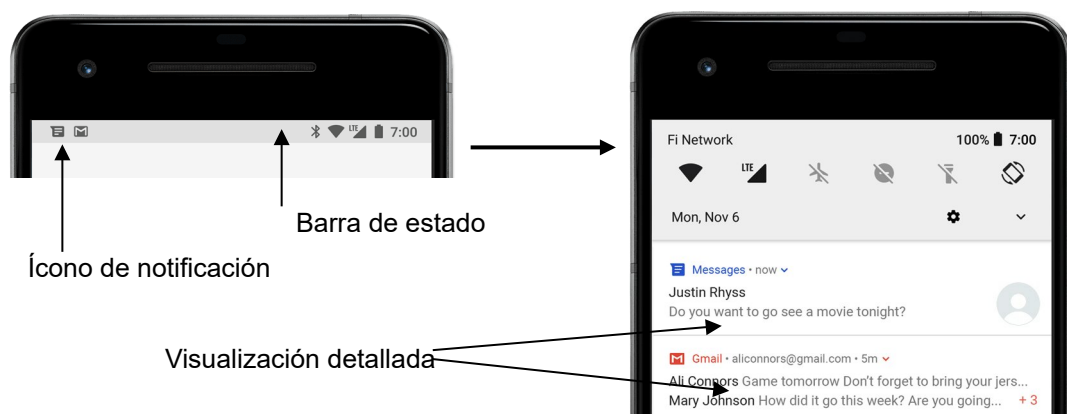 LTE 7:00
Barra de estado
Ícono de notificación
Visualización detallada
Fi Network 100% 7:00
LTE
Mon, Nov 6
Messages • now
Justin Rhyss
Do you want to go see a movie tonight?
Gmail • aliconnors@gmail.com • 5m
Ali Connors Game tomorrow Don't forget to bring your jers...
Mary Johnson How did it go this week? Are you going... + 3